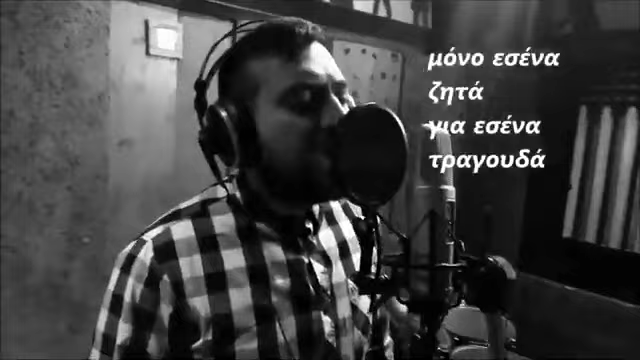 μόνο εσένα
ζητά
για εσένα
τραγουδά